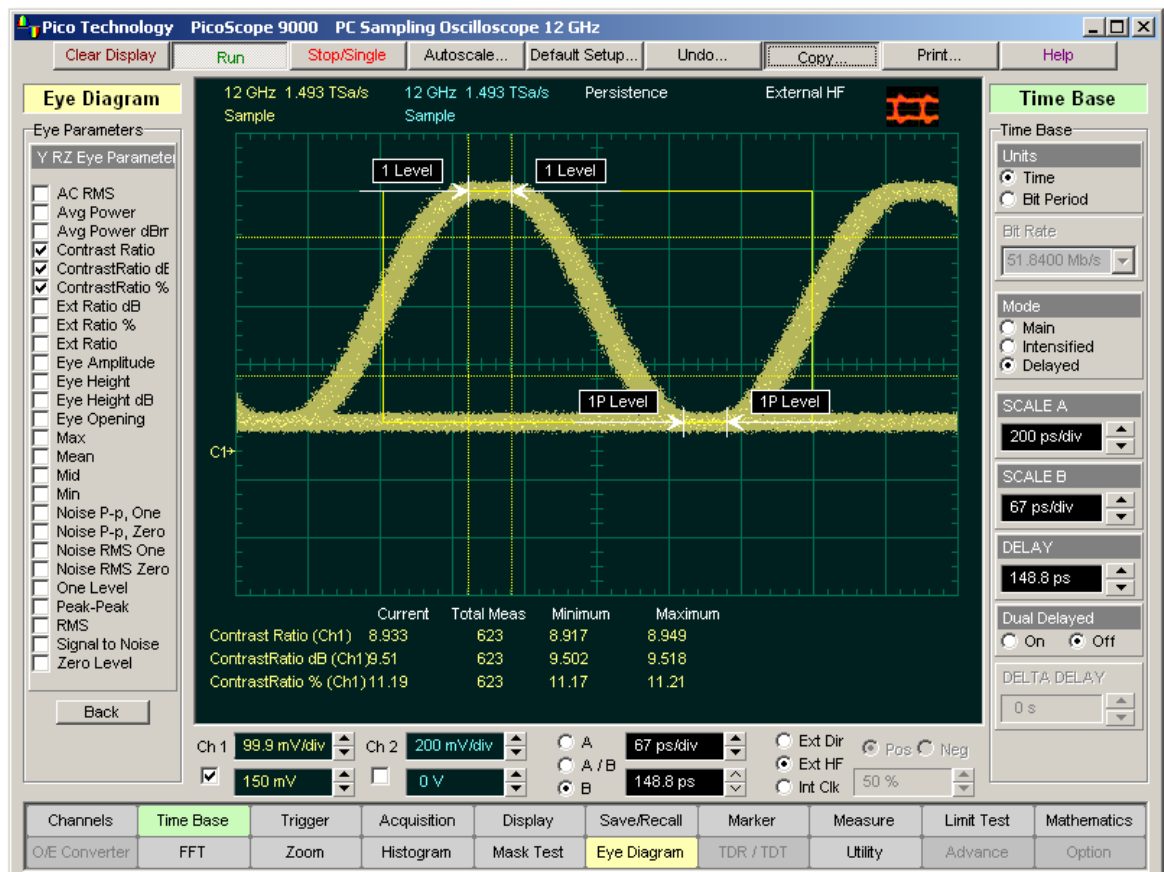 Pico Technology PicoScope 9000 PC Sampling Oscilloscope 12 GHz
Clear Display Run Stop/Single Autoscale... Default Setup... Undo... Copy... Print... Help
Eye Diagram
Eye Parameters
Y RZ Eye Parameter
AC RMS
Avg Power
Avg Power dBm
Contrast Ratio
ContrastRatio dB
ContrastRatio %
Ext Ratio dB
Ext Ratio %
Ext Ratio
Eye Amplitude
Eye Height
Eye Height dB
Eye Opening
Max
Mean
Mid
Min
Noise P-p, One
Noise P-p, Zero
Noise RMS One
Noise RMS Zero
One Level
Peak-Peak
RMS
Signal to Noise
Zero Level
Back
12 GHz 1.493 TSa/s 12 GHz 1.493 TSa/s Persistence External HF
Sample Sample
1 Level 1 Level
1P Level 1P Level
C1
Current Total Meas Minimum Maximum
Contrast Ratio (Ch1) 8.933 623 8.917 8.949
ContrastRatio dB (Ch1) 9.51 623 9.502 9.518
ContrastRatio % (Ch1) 11.19 623 11.17 11.21
Time Base
Time Base
Units
Time
Bit Period
Bit Rate
51.8400 Mb/s
Mode
Main
Intensified
Delayed
SCALE A
200 ps/div
SCALE B
67 ps/div
DELAY
148.8 ps
Dual Delayed
On Off
DELTA DELAY
0 s
Ch 1 99.9 mV/div Ch 2 200 mV/div A 67 ps/div Ext Dir Pos Neg
A / B Ext HF
150 mV 0 V B 148.8 ps Int Clk 50 %
Channels Time Base Trigger Acquisition Display Save/Recall Marker Measure Limit Test Mathematics
O/E Converter FFT Zoom Histogram Mask Test Eye Diagram TDR / TDT Utility Advance Option